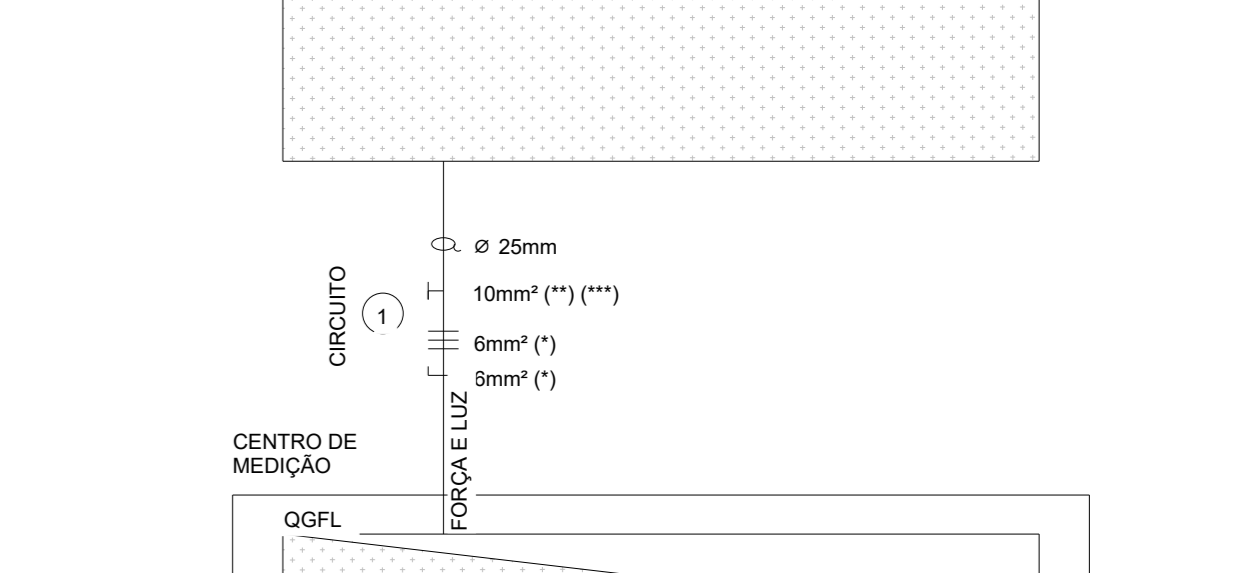 Ø 25mm
10mm² (**) (***)
CIRCUITO
1
6mm² (*)
6mm² (*)
FORÇA E LUZ
CENTRO DE
MEDIÇÃO
QGFL